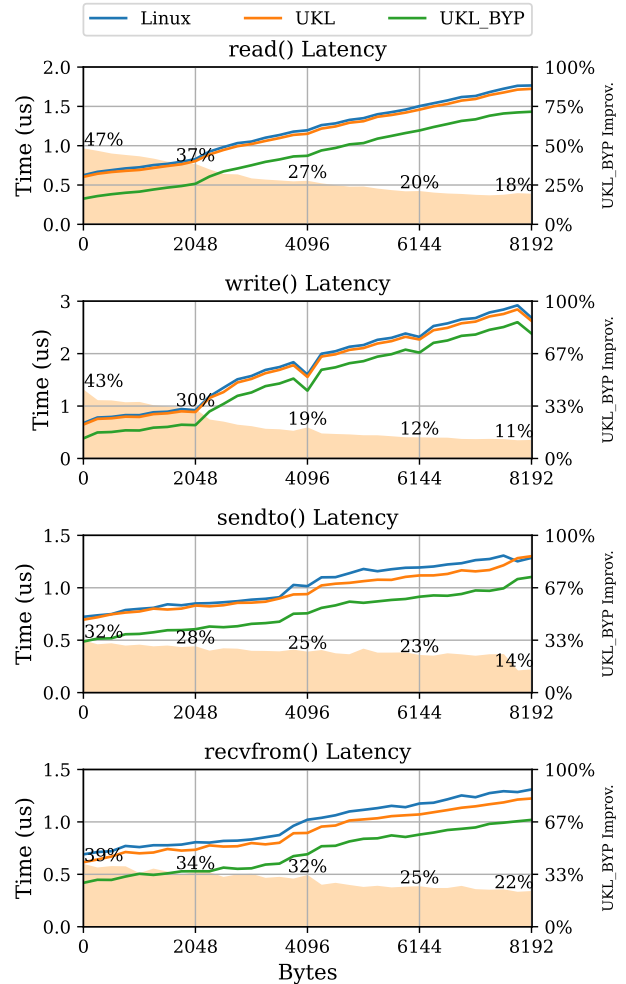 Linux UKL UKL_BYP
read() Latency
2.0 100%
1.5 75%
1.0 50%
0.5 25%
0.0 0%
47% 37% 27% 20% 18%
Time (us)
UKL_BYP Improv.
0 2048 4096 6144 8192
write() Latency
3 100%
2 67%
1 33%
0 0%
43% 30% 19% 12% 11%
Time (us)
UKL_BYP Improv.
0 2048 4096 6144 8192
sendto() Latency
1.5 100%
1.0 67%
0.5 33%
0.0 0%
32% 28% 25% 23% 14%
Time (us)
UKL_BYP Improv.
0 2048 4096 6144 8192
recvfrom() Latency
1.5 100%
1.0 67%
0.5 33%
0.0 0%
39% 34% 32% 25% 22%
Time (us)
UKL_BYP Improv.
0 2048 4096 6144 8192
Bytes